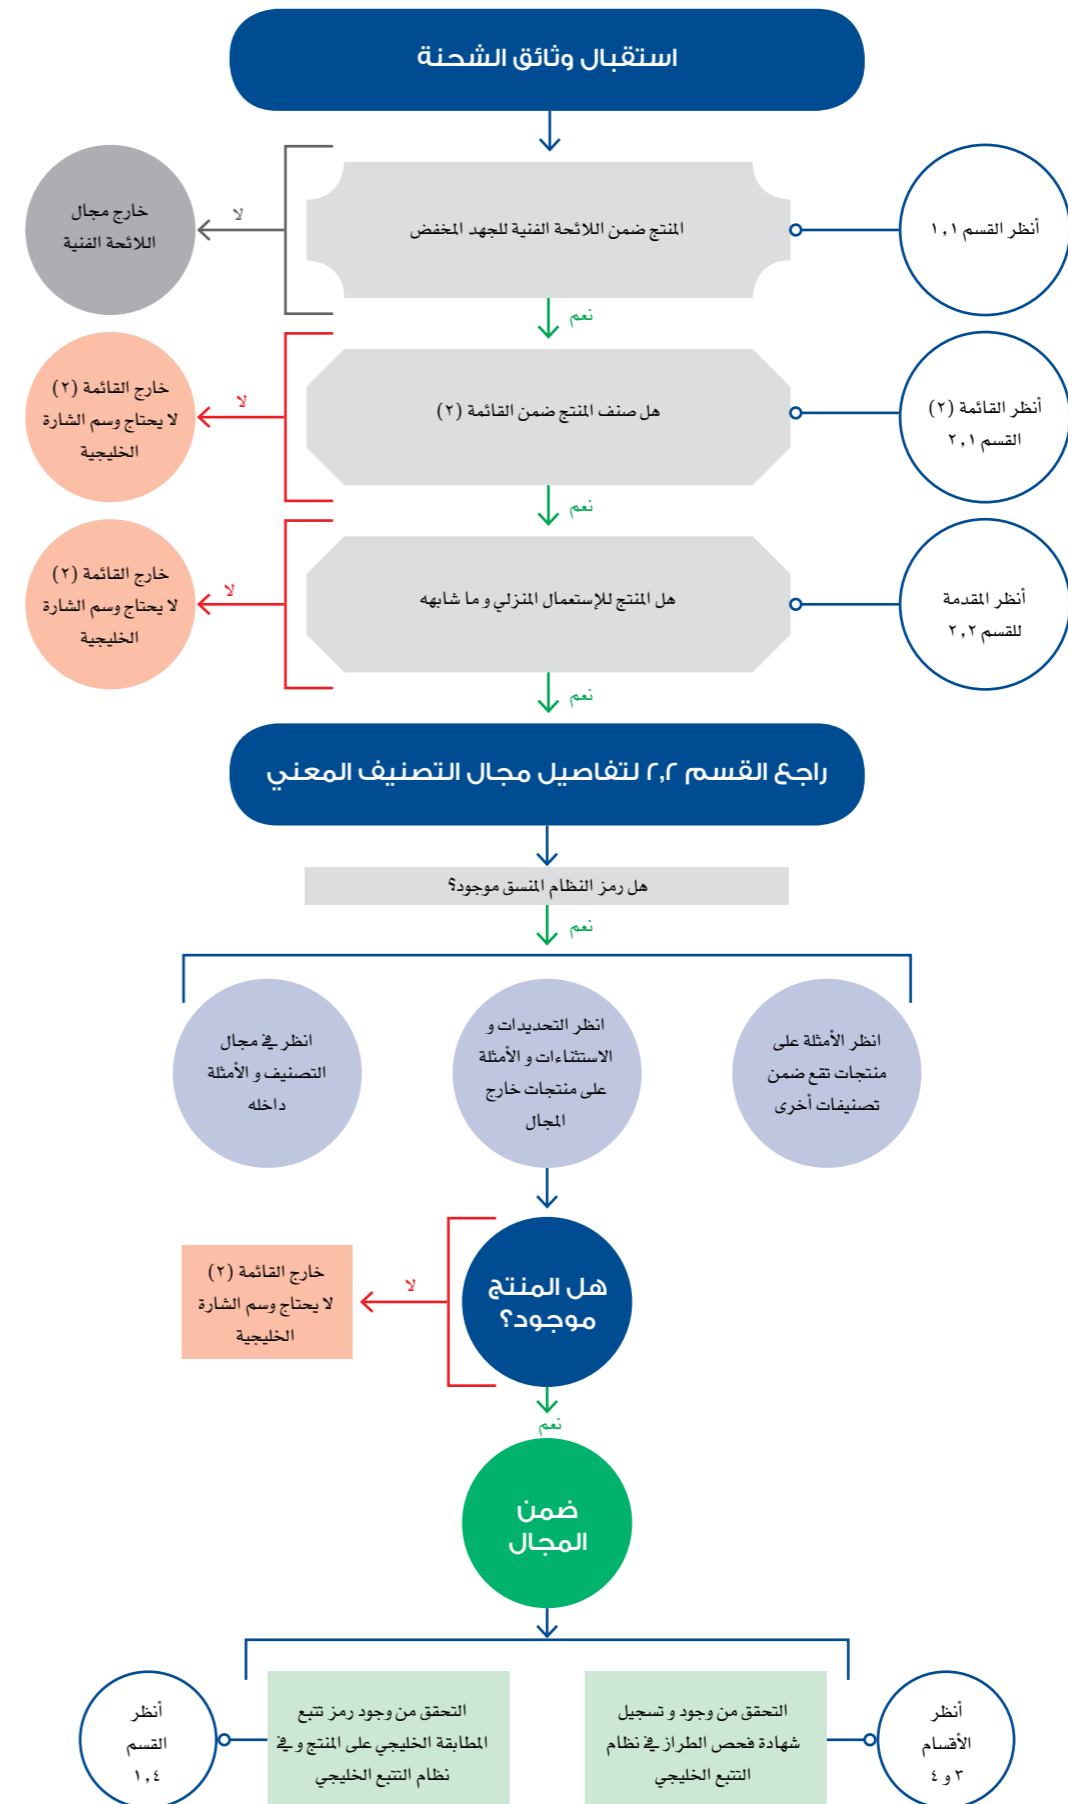 استقبال وثائق الشحنة
أنظر القسم ١,١
المنتج ضمن اللائحة الفنية للجهد المخفض
لا
خارج مجال
اللائحة الفنية
نعم
أنظر القائمة (٢)
القسم ٢,١
هل صنف المنتج ضمن القائمة (٢)
لا
خارج القائمة (٢)
لا يحتاج وسم الشارة
الخليجية
نعم
أنظر المقدمة
للقسم ٢,٢
هل المنتج للإستعمال المنزلي و ما شابهه
لا
خارج القائمة (٢)
لا يحتاج وسم الشارة
الخليجية
نعم
راجع القسم ٢,٢ لتفاصيل مجال التصنيف المعني
هل رمز النظام المنسق موجود؟
نعم
انظر الأمثلة على
منتجات تقع ضمن
تصنيفات أخرى
انظر التحديدات و
الاستثناءات و الأمثلة
على منتجات خارج
المجال
انظر في مجال
التصنيف و الأمثلة
داخله
هل المنتج
موجود؟
لا
خارج القائمة (٢)
لا يحتاج وسم الشارة
الخليجية
نعم
ضمن
المجال
أنظر
الأقسام
٣ و ٤
التحقق من وجود و تسجيل
شهادة فحص الطراز في نظام
التتبع الخليجي
التحقق من وجود رمز تتبع
المطابقة الخليجي على المنتج و في
نظام التتبع الخليجي
أنظر
القسم
١,٤